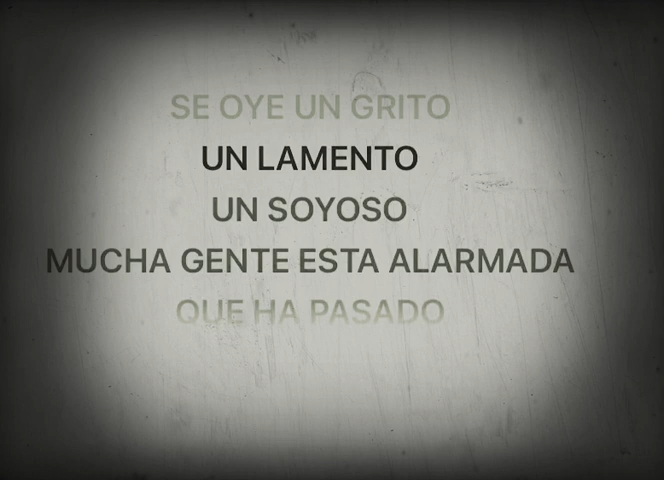 SE OYE UN GRITO
UN LAMENTO
UN SOYOSO
MUCHA GENTE ESTA ALARMADA
QUE HA PASADO